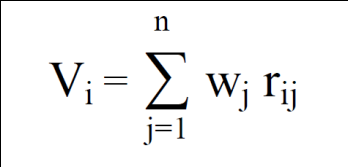 n
Vᵢ = ∑ wⱼ rᵢⱼ
j=1